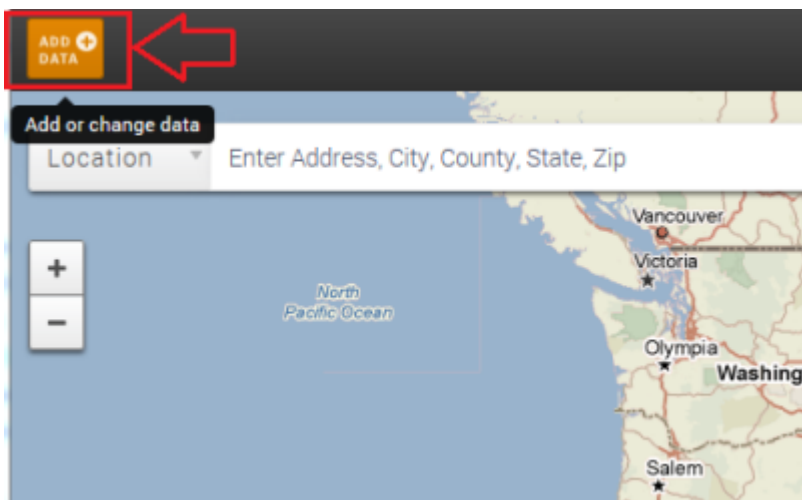 ADD
DATA
Add or change data
Location
Enter Address, City, County, State, Zip
Vancouver
Victoria
North
Pacific Ocean
Olympia
Washing
Salem